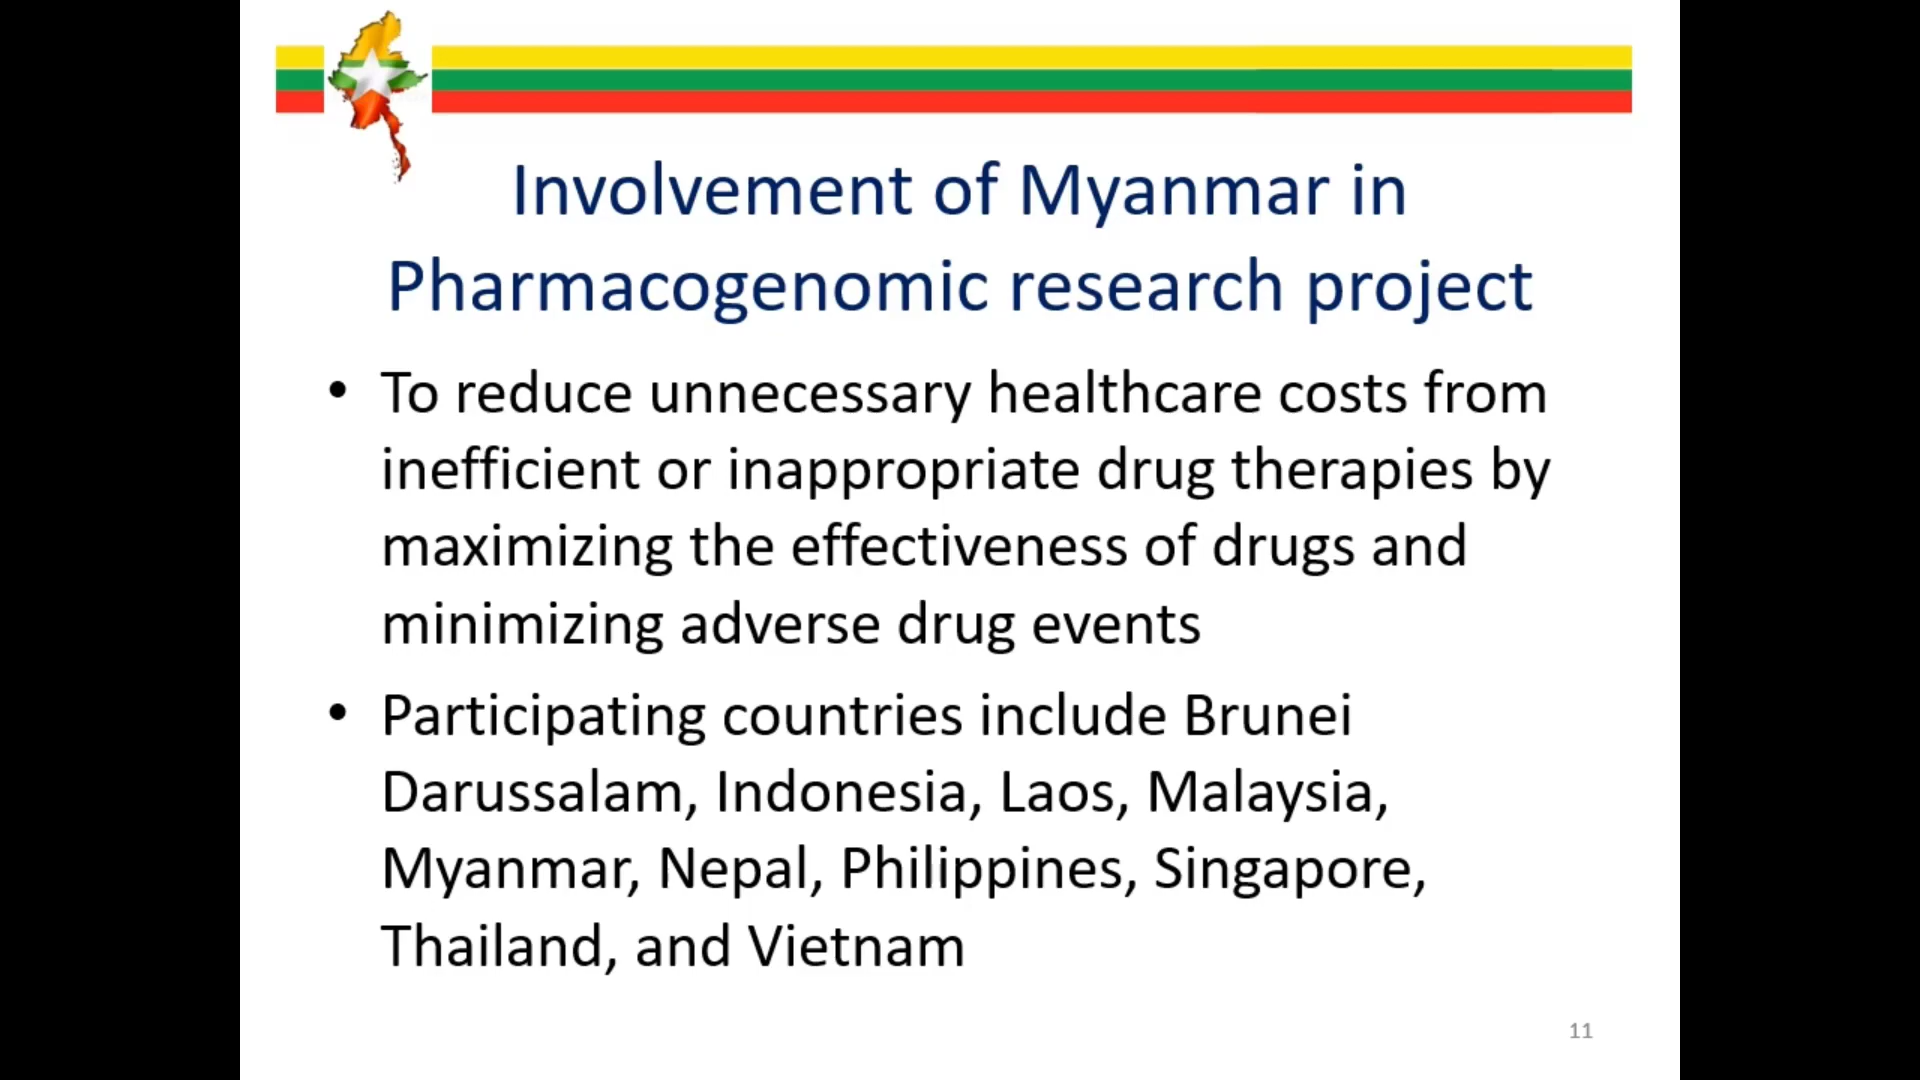 Involvement of Myanmar in
Pharmacogenomic research project
• To reduce unnecessary healthcare costs from
inefficient or inappropriate drug therapies by
maximizing the effectiveness of drugs and
minimizing adverse drug events
• Participating countries include Brunei
Darussalam, Indonesia, Laos, Malaysia,
Myanmar, Nepal, Philippines, Singapore,
Thailand, and Vietnam
11